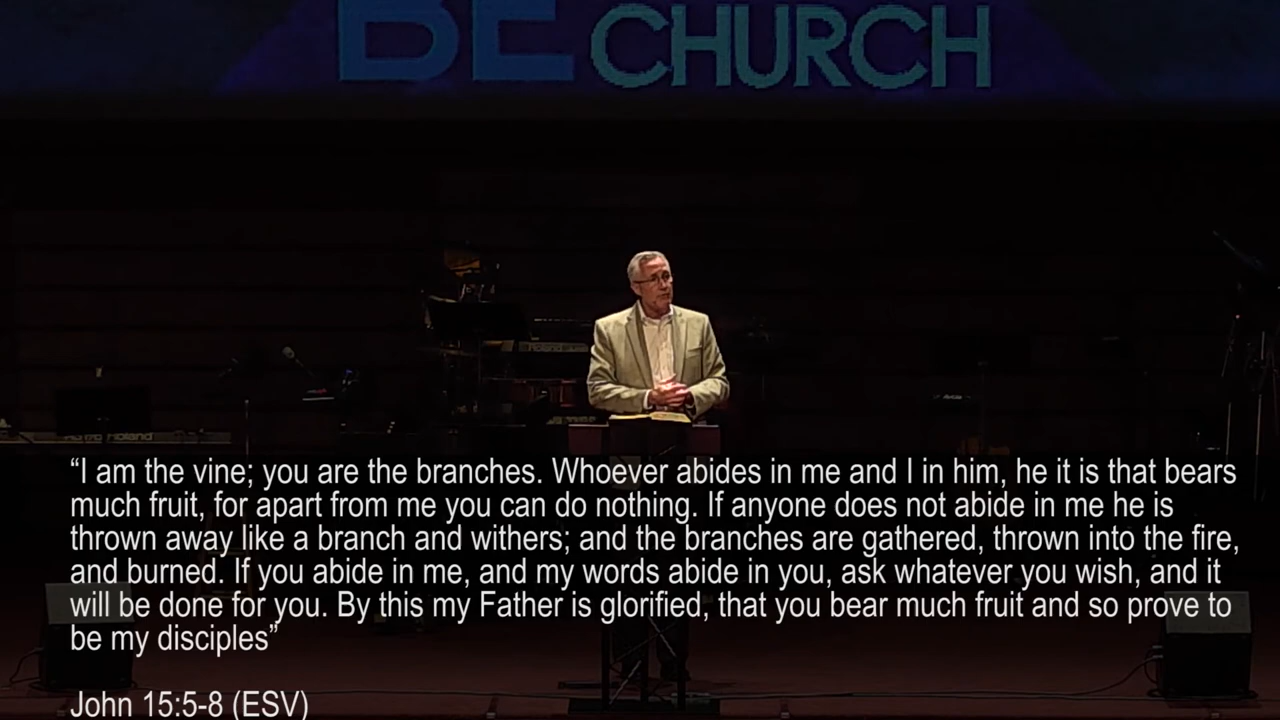 BE CHURCH
Roland
Roland
“I am the vine; you are the branches. Whoever abides in me and I in him, he it is that bears
much fruit, for apart from me you can do nothing. If anyone does not abide in me he is
thrown away like a branch and withers; and the branches are gathered, thrown into the fire,
and burned. If you abide in me, and my words abide in you, ask whatever you wish, and it
will be done for you. By this my Father is glorified, that you bear much fruit and so prove to
be my disciples”
John 15:5-8 (ESV)